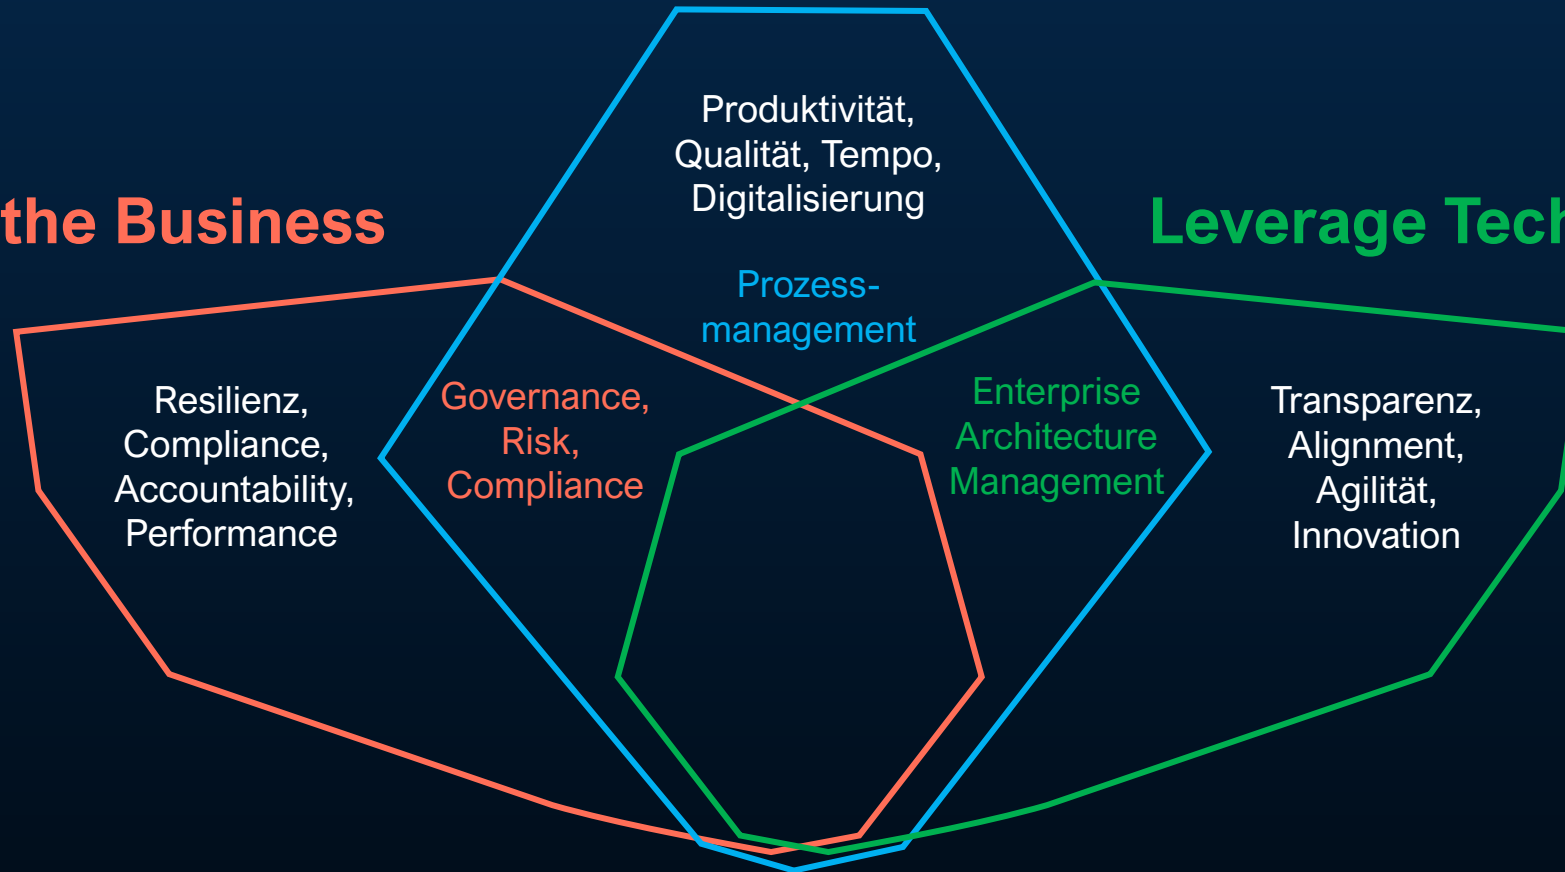 Produktivität,
Qualität, Tempo,
Digitalisierung
the Business
Leverage Tech
Prozess-
management
Resilienz,
Compliance,
Accountability,
Performance
Governance,
Risk,
Compliance
Enterprise
Architecture
Management
Transparenz,
Alignment,
Agilität,
Innovation